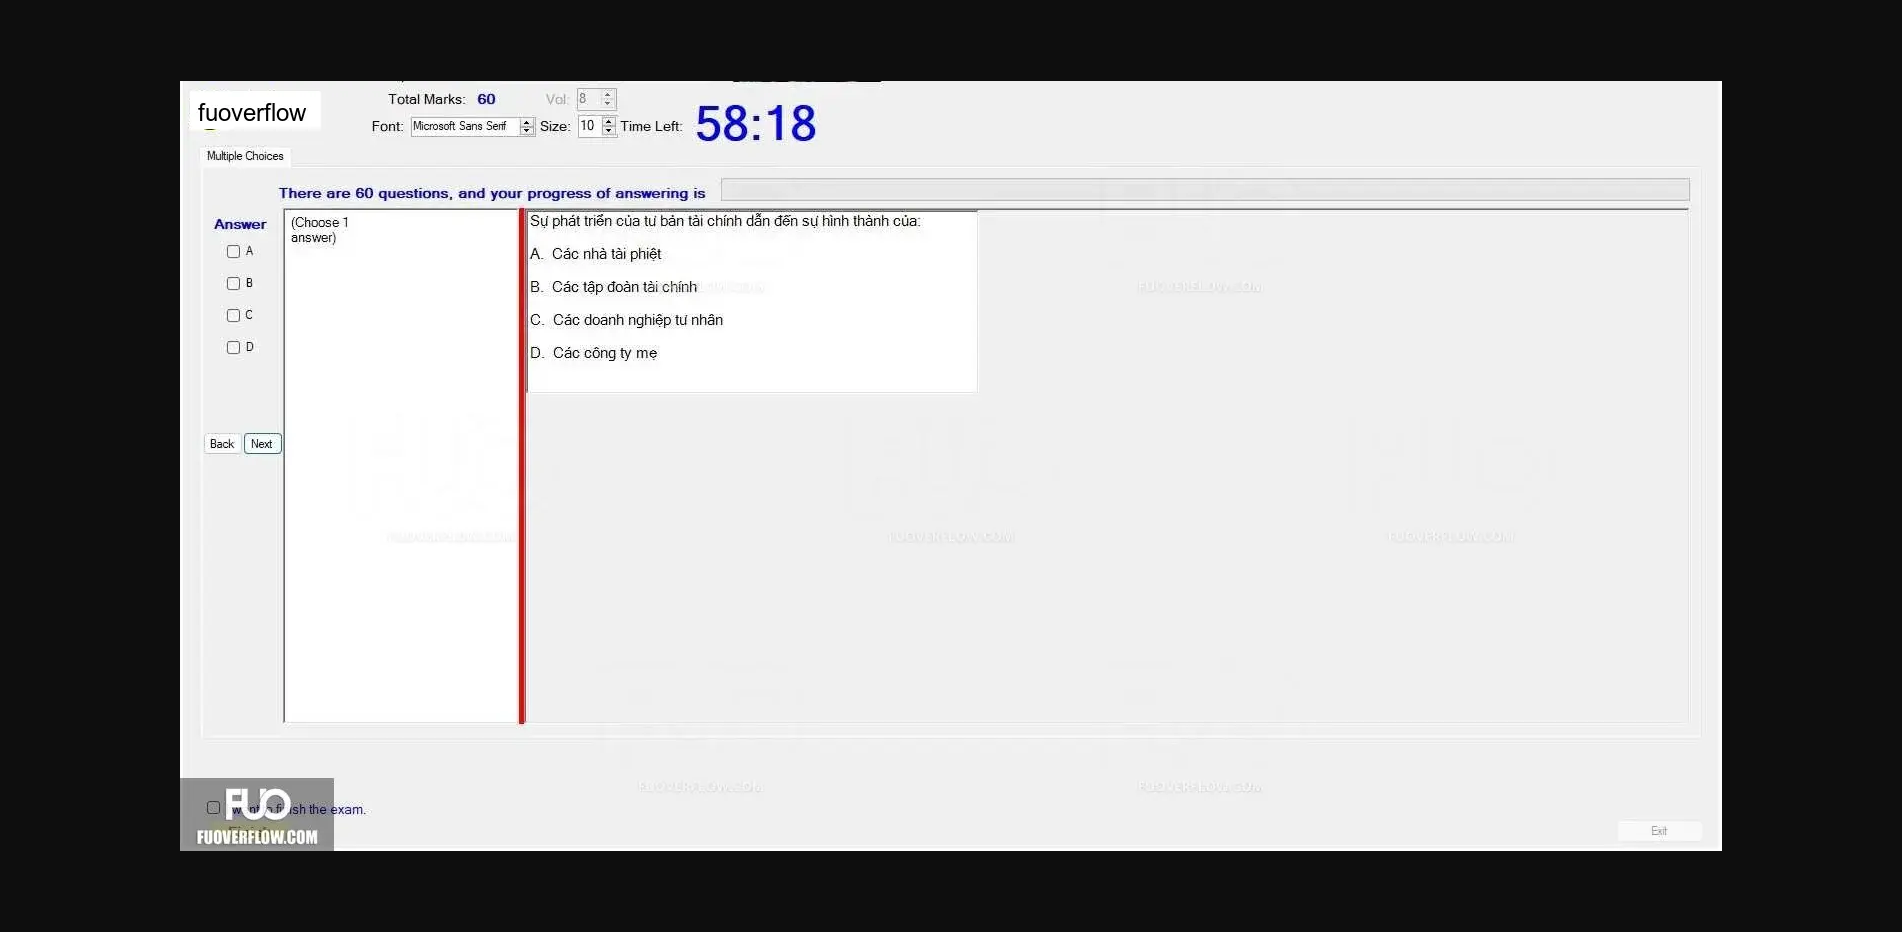 fuoverflow
Total Marks: 60 Vol: 8
Font: Microsoft Sans Serif Size: 10 Time Left: 58:18
Multiple Choices
There are 60 questions, and your progress of answering is
Answer
A
B
C
D
Back Next
(Choose 1
answer)
Sự phát triển của tư bản tài chính dẫn đến sự hình thành của:
A. Các nhà tài phiệt
B. Các tập đoàn tài chính
C. Các doanh nghiệp tư nhân
D. Các công ty mẹ
FUOVERFLOW.COM
FUOVERFLOW.COM
FUOVERFLOW.COM
FUOVERFLOW.COM
FUOVERFLOW.COM
FUOVERFLOW.COM
FUOVERFLOW.COM
FUO
the exam.
FUOVERFLOW.COM
Exit